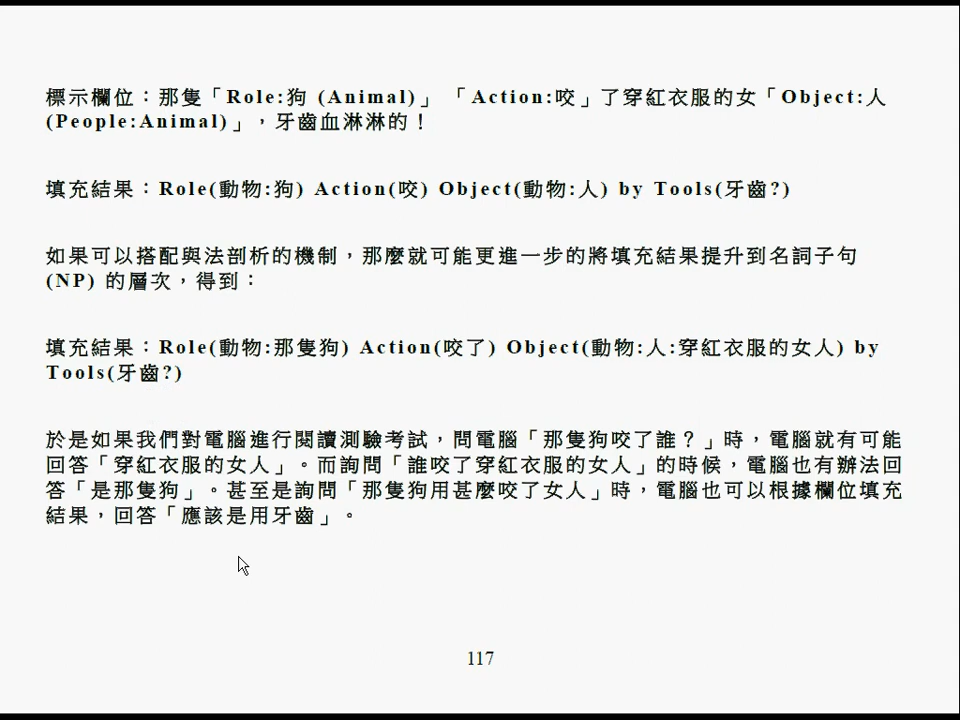 標示欄位：那隻「Role:狗 (Animal)」 「Action:咬」了穿紅衣服的女「Object:人
(People:Animal)」，牙齒血淋淋的！
填充結果：Role(動物:狗) Action(咬) Object(動物:人) by Tools(牙齒?)
如果可以搭配與法剖析的機制，那麼就可能更進一步的將填充結果提升到名詞子句
(NP) 的層次，得到：
填充結果：Role(動物:那隻狗) Action(咬了) Object(動物:人:穿紅衣服的女人) by
Tools(牙齒?)
於是如果我們對電腦進行閱讀測驗考試，問電腦「那隻狗咬了誰？」時，電腦就有可能
回答「穿紅衣服的女人」。而詢問「誰咬了穿紅衣服的女人」的時候，電腦也有辦法回
答「是那隻狗」。甚至是詢問「那隻狗用甚麼咬了女人」時，電腦也可以根據欄位填充
結果，回答「應該是用牙齒」。
117